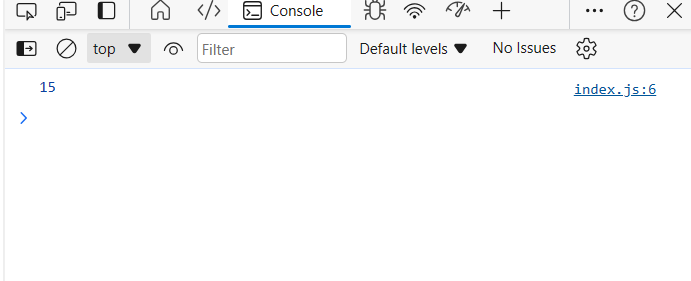 Console
top Filter Default levels No Issues
15 index.js:6